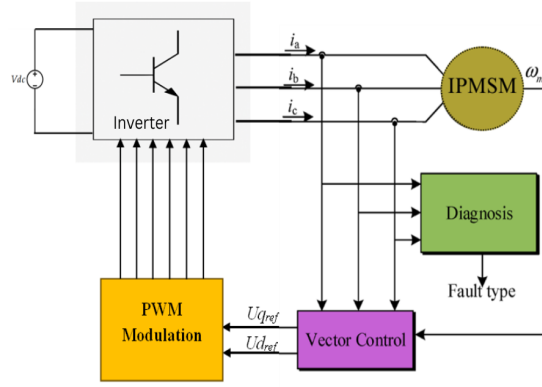 Vdc
Inverter
ia
ib
ic
IPMSM
ωm
Diagnosis
Fault type
PWM
Modulation
Uqref
Udref
Vector Control